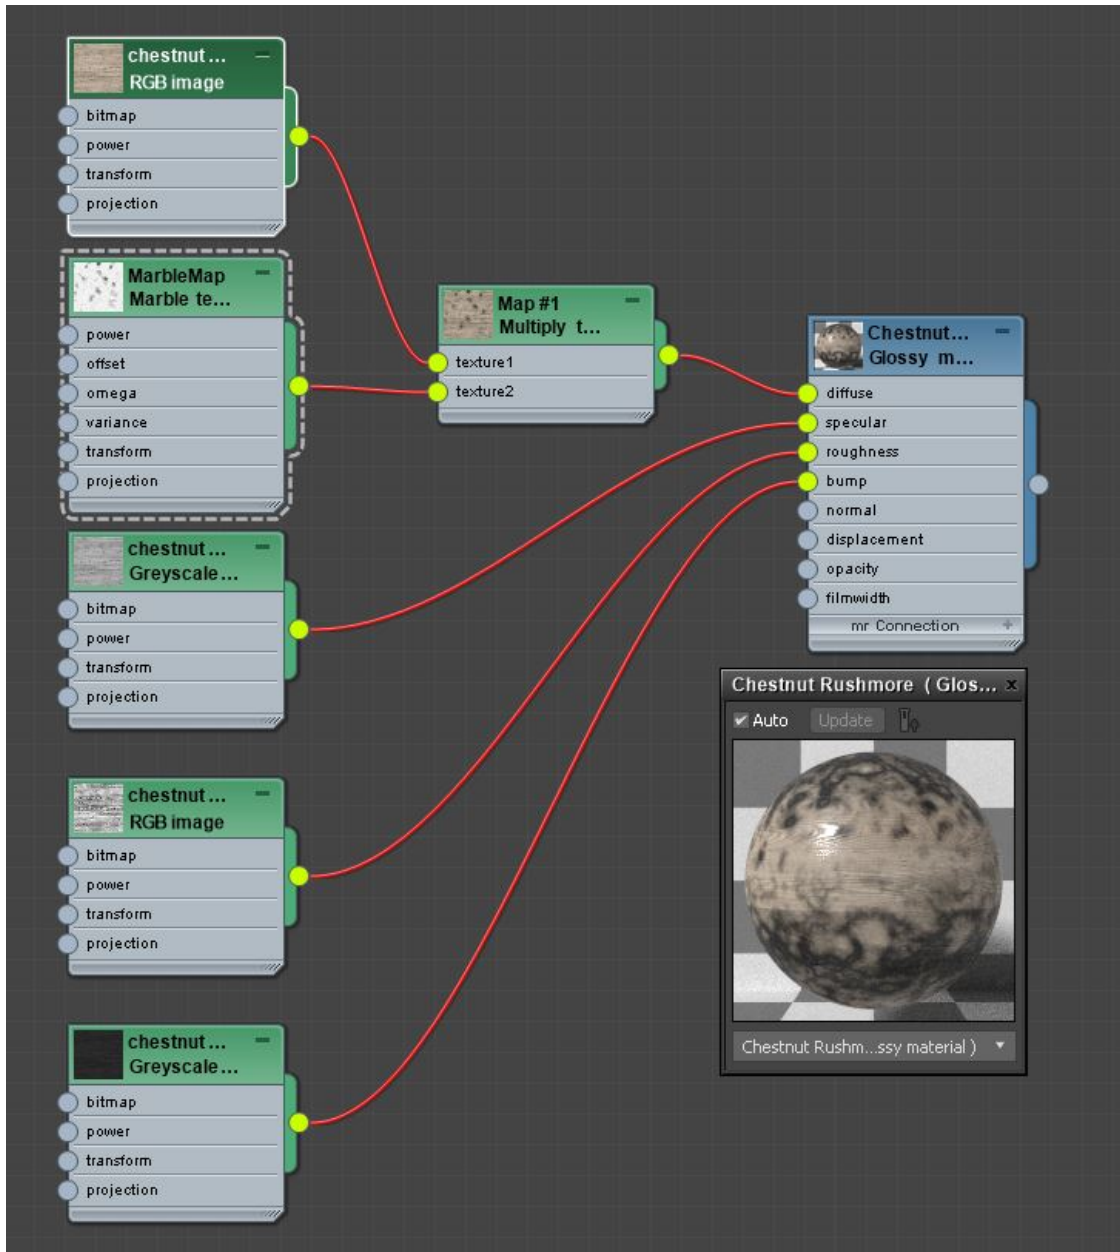 chestnut ...
RGB image
bitmap
power
transform
projection
MarbleMap
Marble te...
power
offset
omega
variance
transform
projection
Map #1
Multiply t...
texture1
texture2
Chestnut...
Glossy m...
diffuse
specular
roughness
bump
normal
displacement
opacity
filmwidth
mr Connection +
chestnut ...
Greyscale...
bitmap
power
transform
projection
chestnut ...
RGB image
bitmap
power
transform
projection
chestnut ...
Greyscale...
bitmap
power
transform
projection
Chestnut Rushmore ( Glos... x
Auto Update
Chestnut Rushm...ssy material )